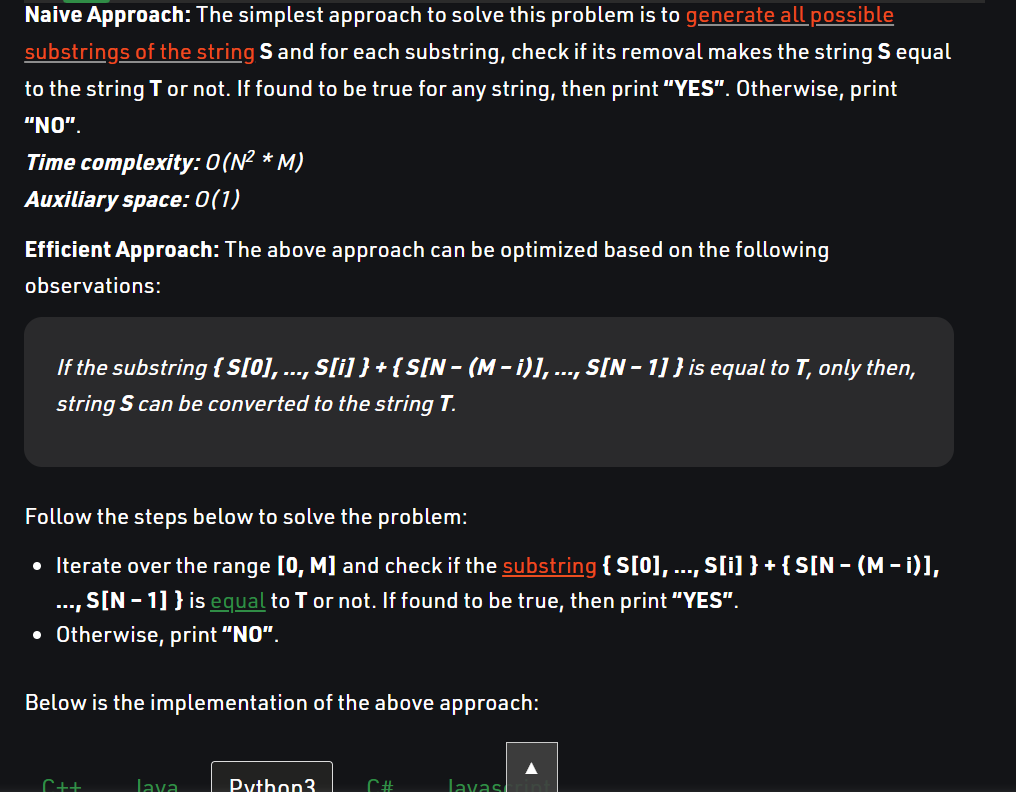 Naive Approach: The simplest approach to solve this problem is to generate all possible
substrings of the string S and for each substring, check if its removal makes the string S equal
to the string T or not. If found to be true for any string, then print “YES”. Otherwise, print
“NO”.
Time complexity: O(N² * M)
Auxiliary space: O(1)
Efficient Approach: The above approach can be optimized based on the following
observations:
If the substring { S[0], …, S[i] } + { S[N – (M – i)], …, S[N – 1] } is equal to T, only then,
string S can be converted to the string T.
Follow the steps below to solve the problem:
• Iterate over the range [0, M] and check if the substring { S[0], …, S[i] } + { S[N – (M – i)],
…, S[N – 1] } is equal to T or not. If found to be true, then print “YES”.
• Otherwise, print “NO”.
Below is the implementation of the above approach:
C++ Java Python3 C# Javascript